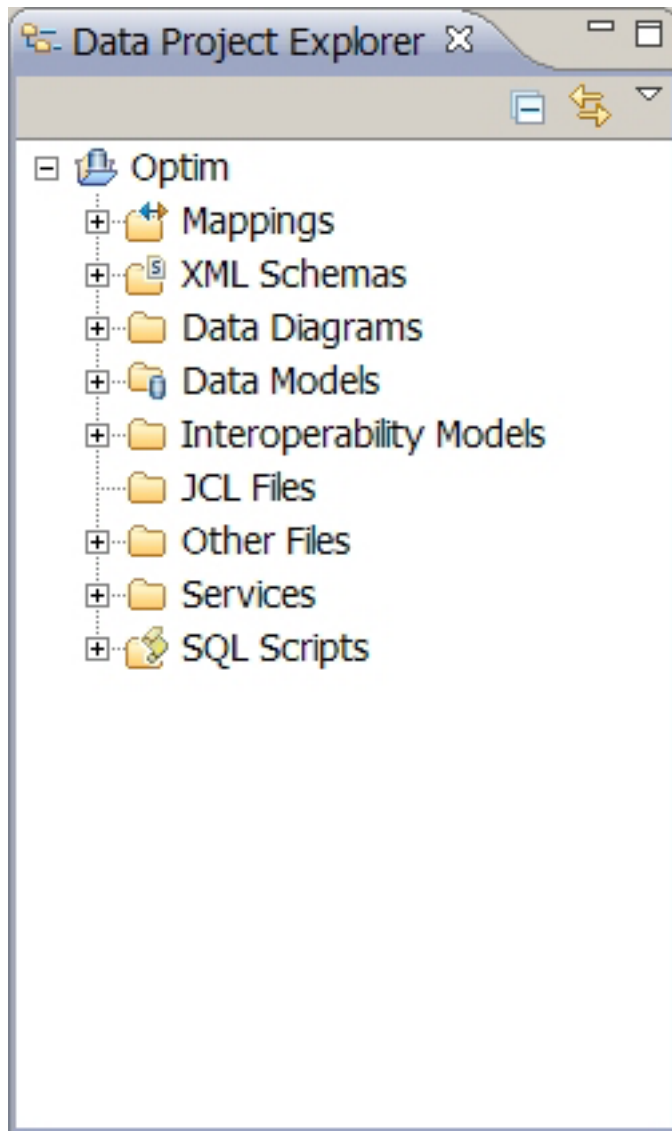 Data Project Explorer
Optim
Mappings
XML Schemas
Data Diagrams
Data Models
Interoperability Models
JCL Files
Other Files
Services
SQL Scripts